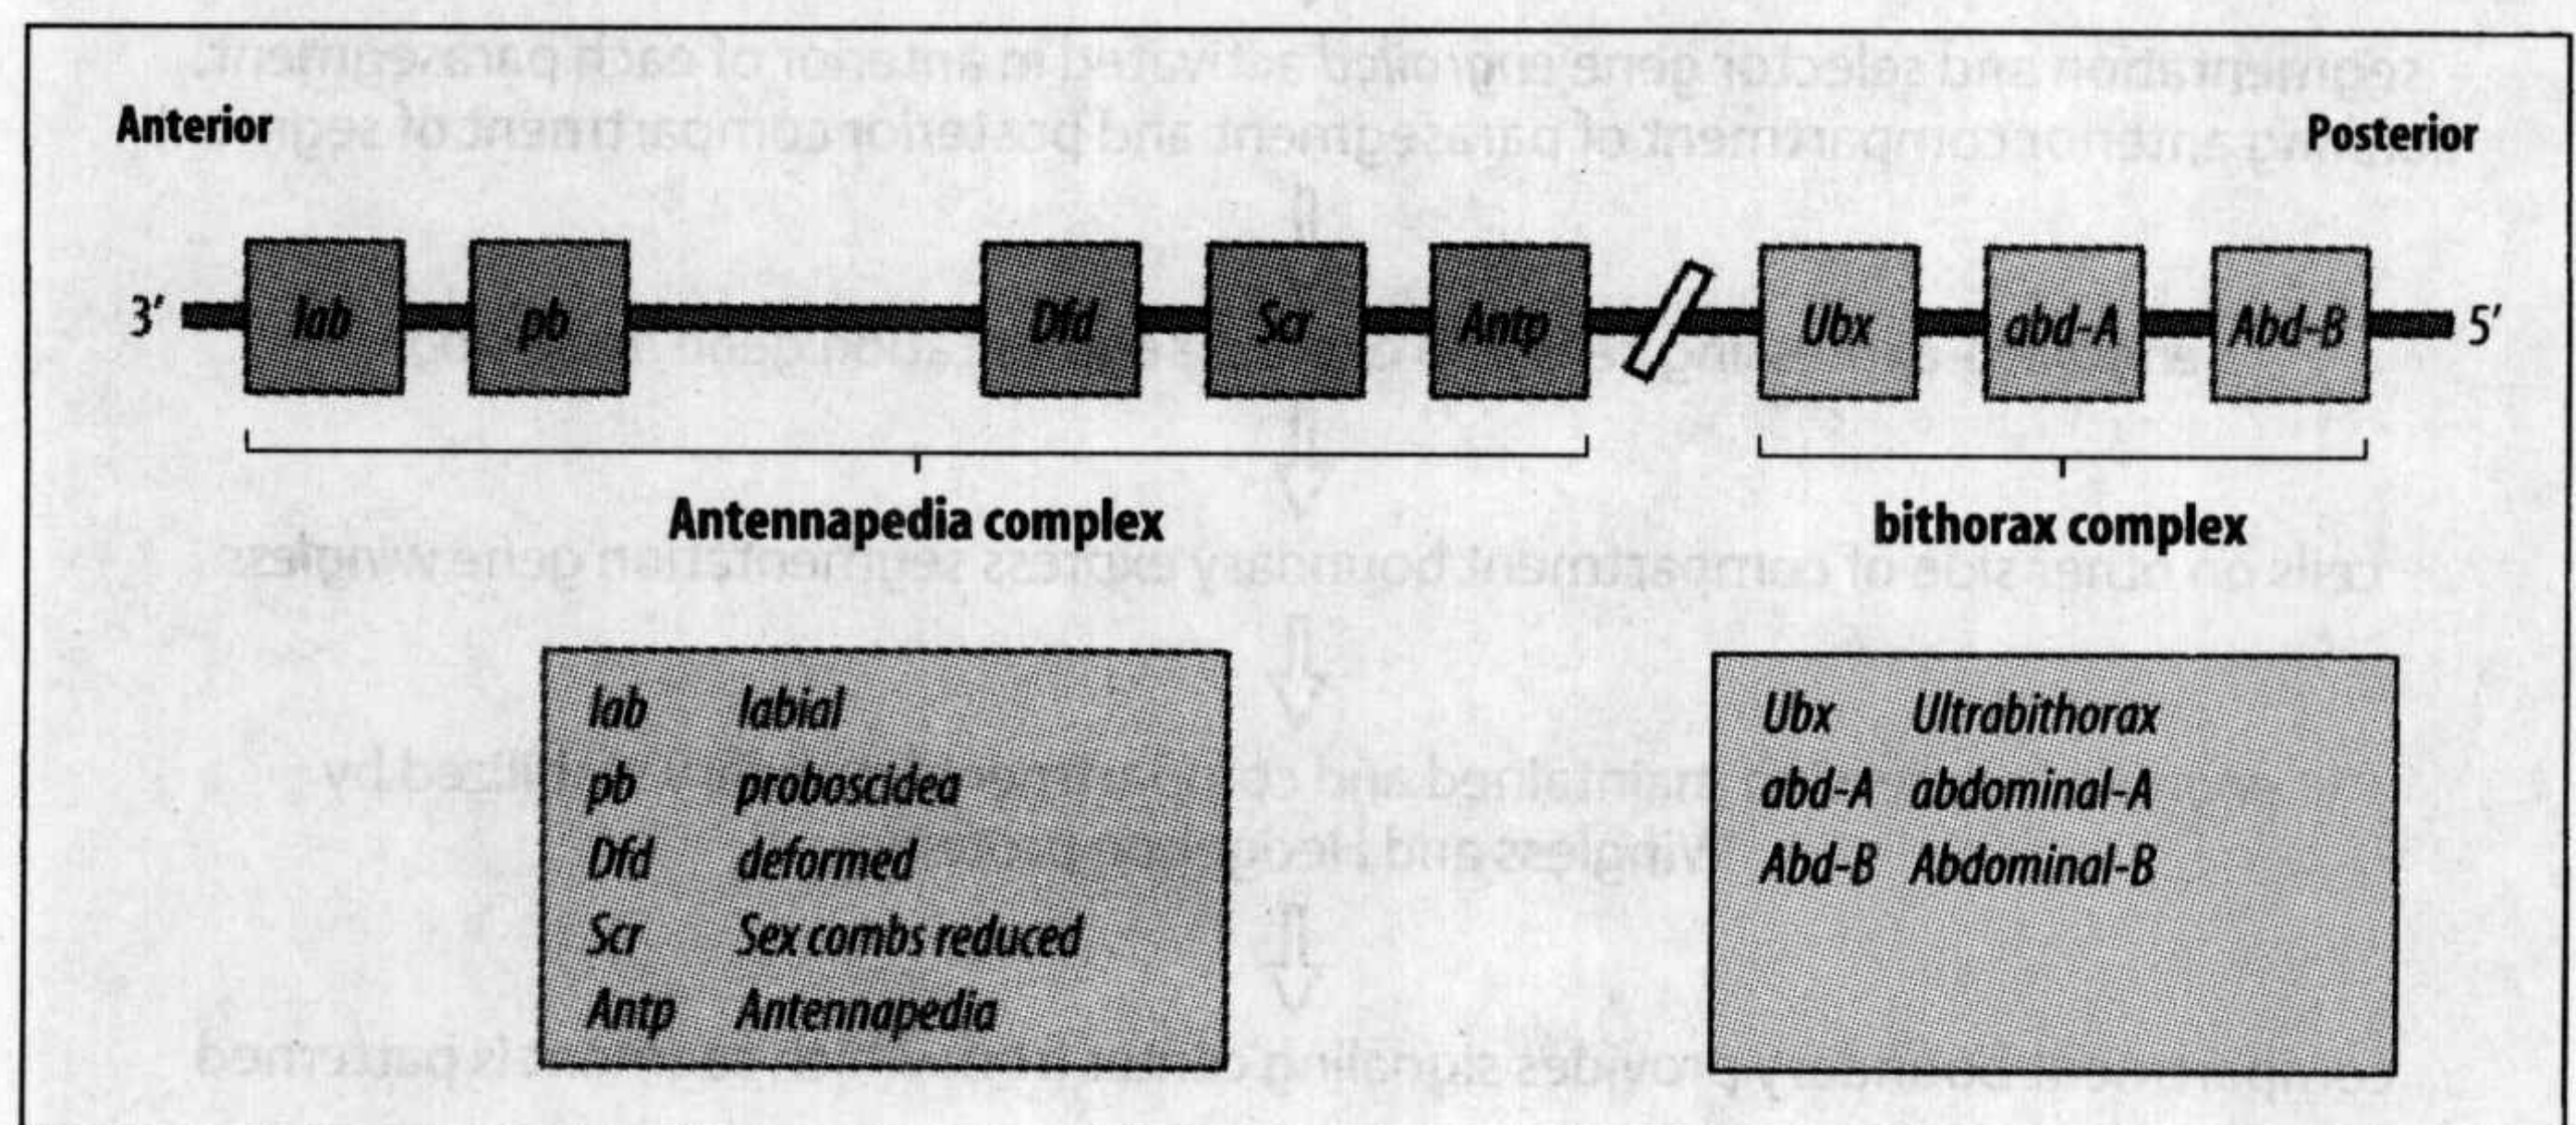 Anterior Posterior
3' lab pb Dfd Scr Antp Ubx abd-A Abd-B 5'
Antennapedia complex bithorax complex
lab labial
pb proboscidea
Dfd deformed
Scr Sex combs reduced
Antp Antennapedia
Ubx Ultrabithorax
abd-A abdominal-A
Abd-B Abdominal-B